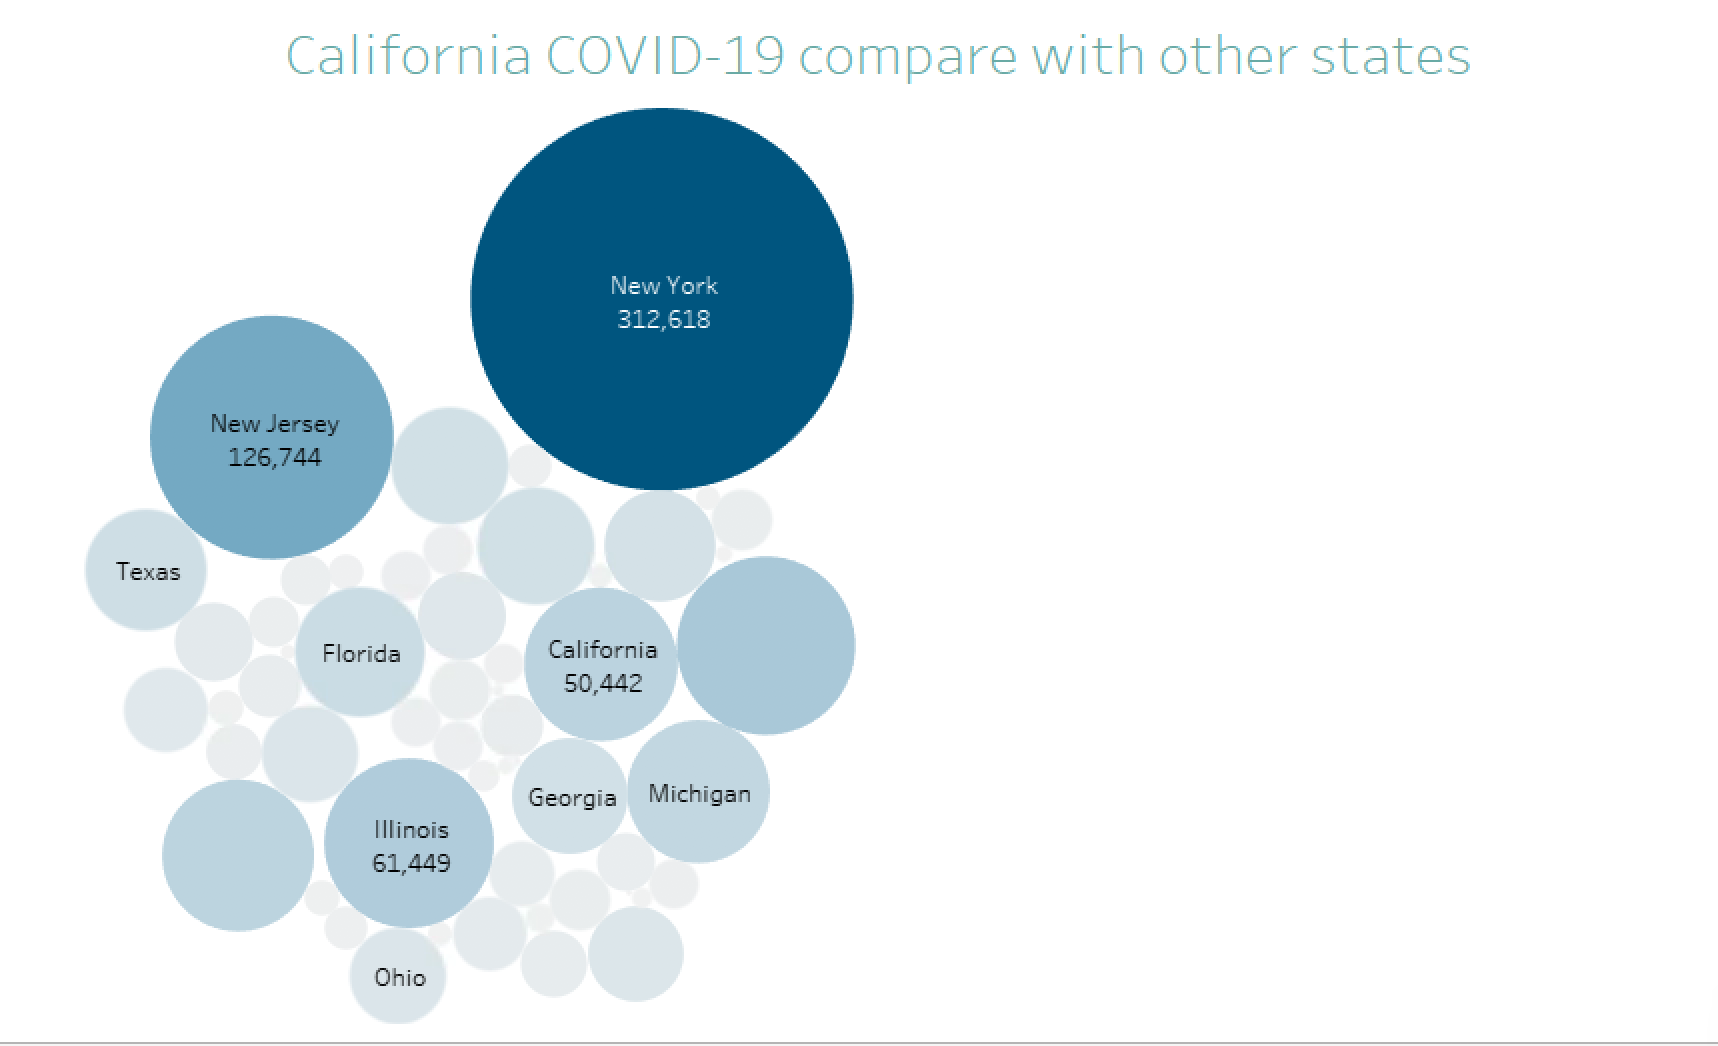 California COVID-19 compare with other states
New York
312,618
New Jersey
126,744
Texas
Florida
California
50,442
Georgia
Michigan
Illinois
61,449
Ohio